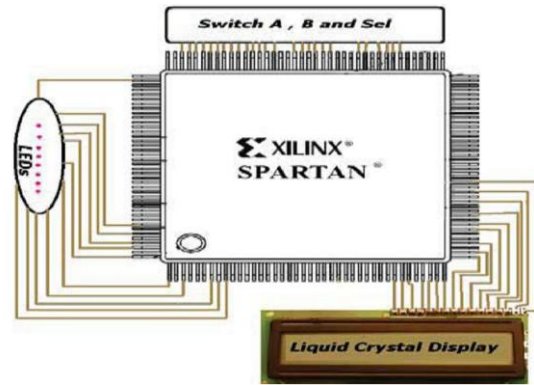 Switch A , B and Sel
LEDs
XILINX®
SPARTAN®
Liquid Crystal Display